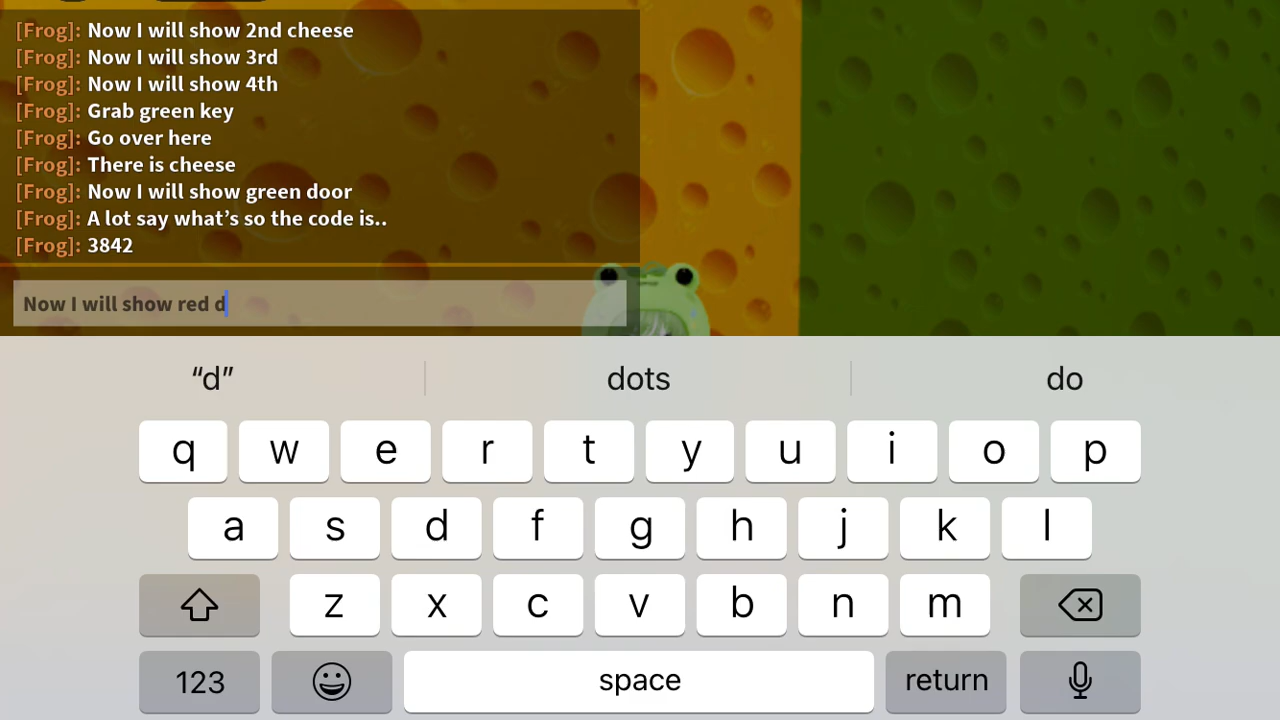 [Frog]: Now I will show 2nd cheese
[Frog]: Now I will show 3rd
[Frog]: Now I will show 4th
[Frog]: Grab green key
[Frog]: Go over here
[Frog]: There is cheese
[Frog]: Now I will show green door
[Frog]: A lot say what’s so the code is..
[Frog]: 3842
Now I will show red d
“d” dots do
q w e r t y u i o p
a s d f g h j k l
z x c v b n m
123 space return